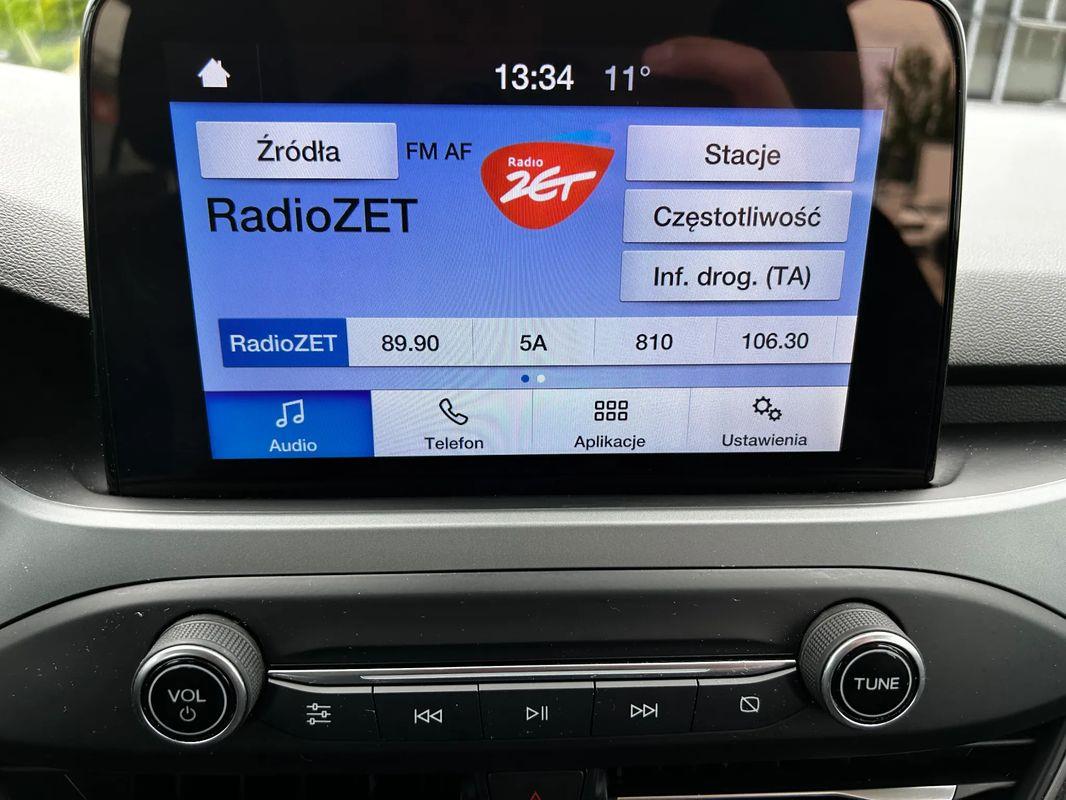 13:34 11°
Źródła FM AF
Radio ZET
Stacje
RadioZET
Częstotliwość
Inf. drog. (TA)
RadioZET 89.90 5A 810 106.30
Audio Telefon Aplikacje Ustawienia
VOL
TUNE